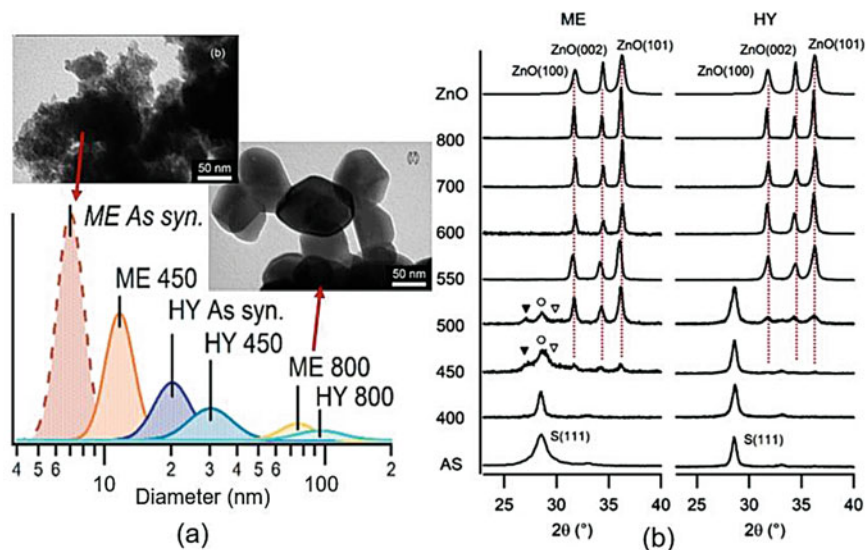 (b)
50 nm
50 nm
ME As syn.
ME 450
HY As syn.
HY 450
ME 800
HY 800
4 5 6 2 3 4 5 6 2
10 100
Diameter (nm)
(a)
ME HY
ZnO(002) ZnO(101) ZnO(002) ZnO(101)
ZnO(100) ZnO(100)
ZnO
800
700
600
550
500
450
400
AS
S(111) S(111)
25 30 35 40 25 30 35 40
2θ (°) 2θ (°)
(b)